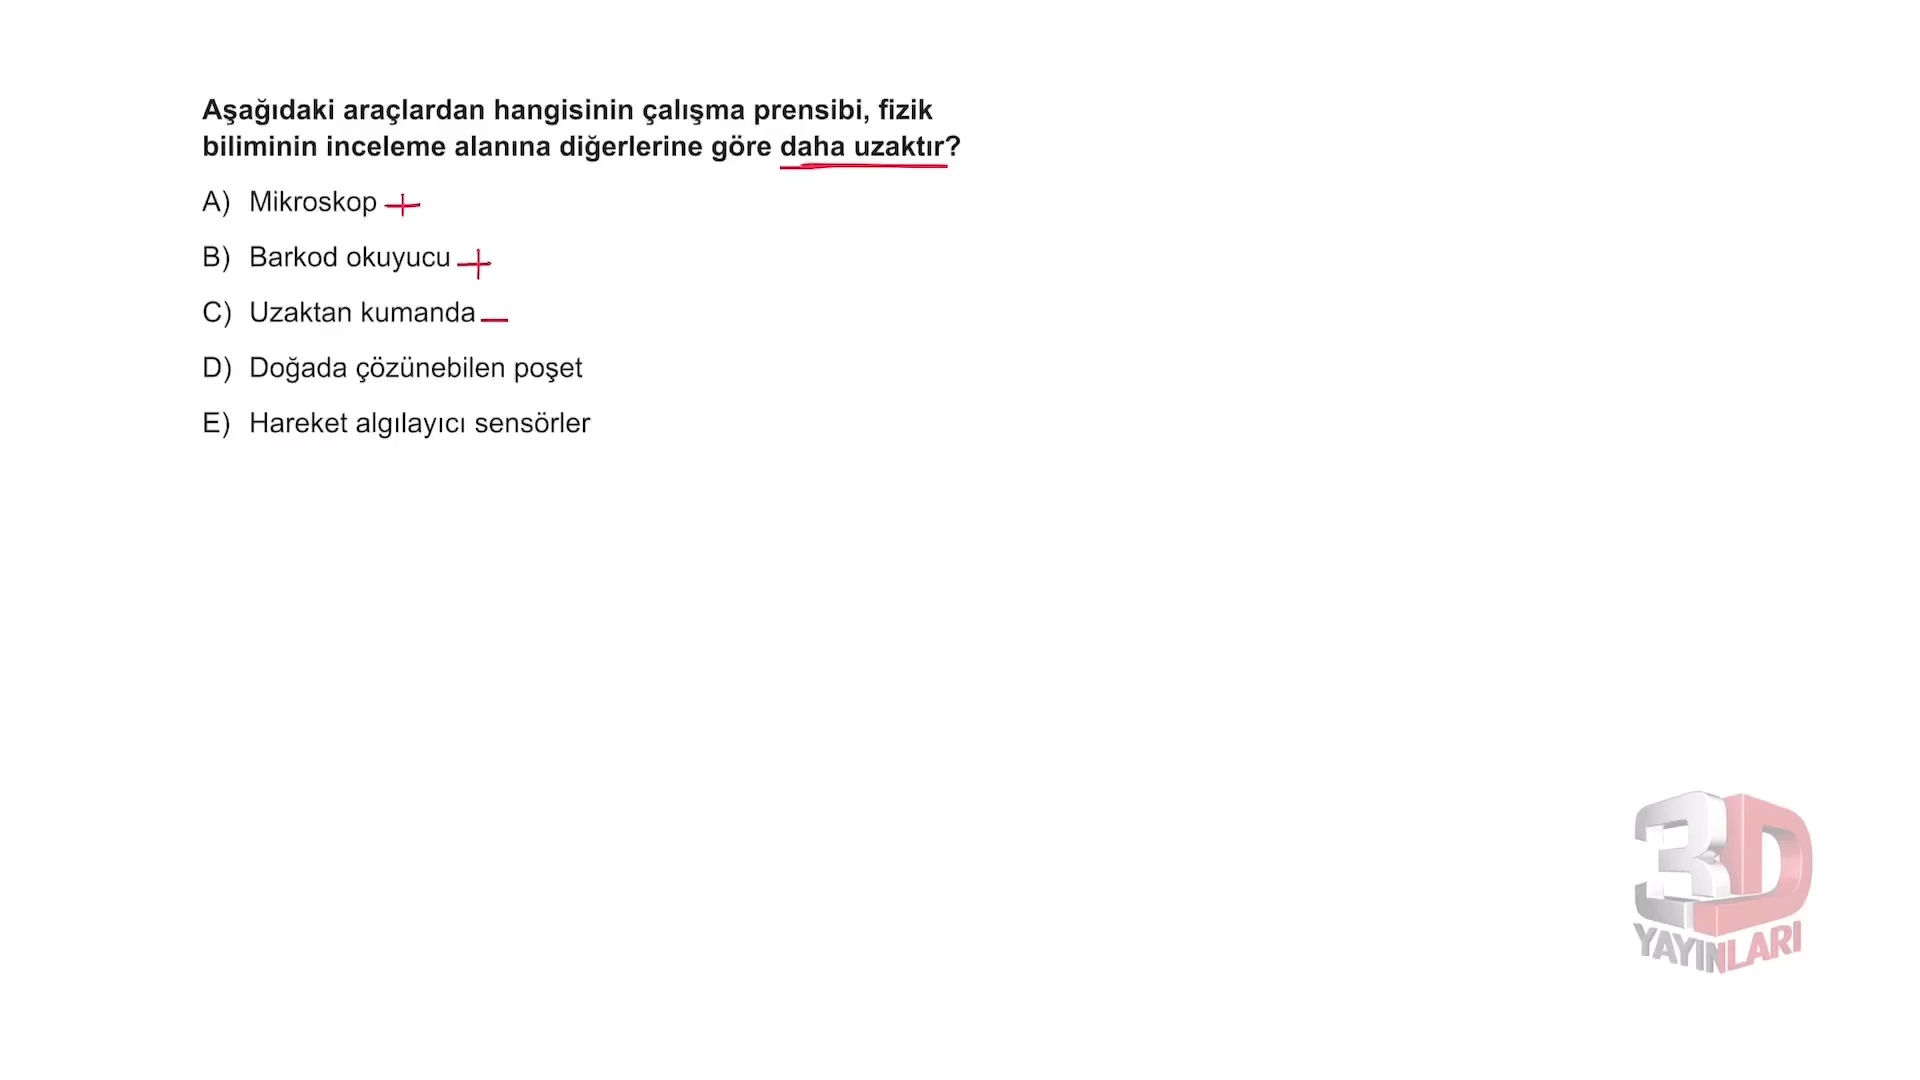 Aşağıdaki araçlardan hangisinin çalışma prensibi, fizik
biliminin inceleme alanına diğerlerine göre daha uzaktır?
A) Mikroskop +
B) Barkod okuyucu +
C) Uzaktan kumanda –
D) Doğada çözünebilen poşet
E) Hareket algılayıcı sensörler
3D
YAYINLARI